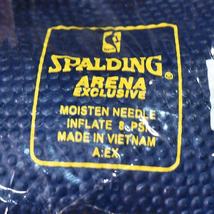 SPALDING®
ARENA
EXCLUSIVE
MOISTEN NEEDLE
INFLATE 8 PSI
MADE IN VIETNAM
A:EX